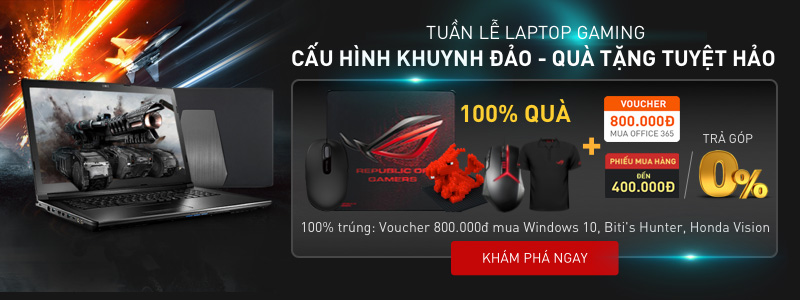 TUẦN LỄ LAPTOP GAMING
CẤU HÌNH KHUYNH ĐẢO - QUÀ TẶNG TUYỆT HẢO
100% QUÀ
+
VOUCHER
800.000Đ
MUA OFFICE 365
PHIẾU MUA HÀNG
ĐẾN
400.000Đ
TRẢ GÓP
0%
REPUBLIC OF
GAMERS
100% trúng: Voucher 800.000đ mua Windows 10, Biti's Hunter, Honda Vision
KHÁM PHÁ NGAY